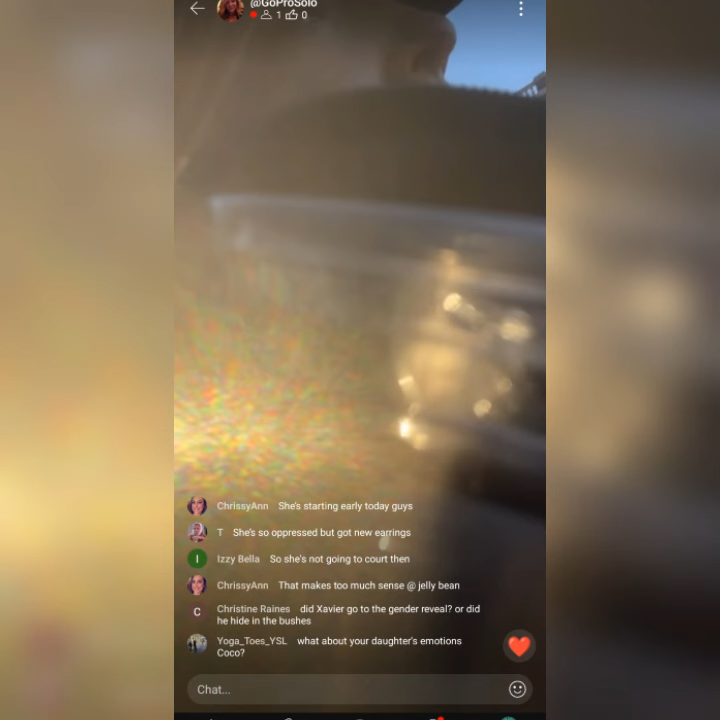 @GoProSolo
1 0
ChrissyAnn She's starting early today guys
T She's so oppressed but got new earrings
I Izzy Bella So she's not going to court then
ChrissyAnn That makes too much sense @ jelly bean
C Christine Raines did Xavier go to the gender reveal? or did
he hide in the bushes
Yoga_Toes_YSL what about your daughter's emotions
Coco?
Chat...